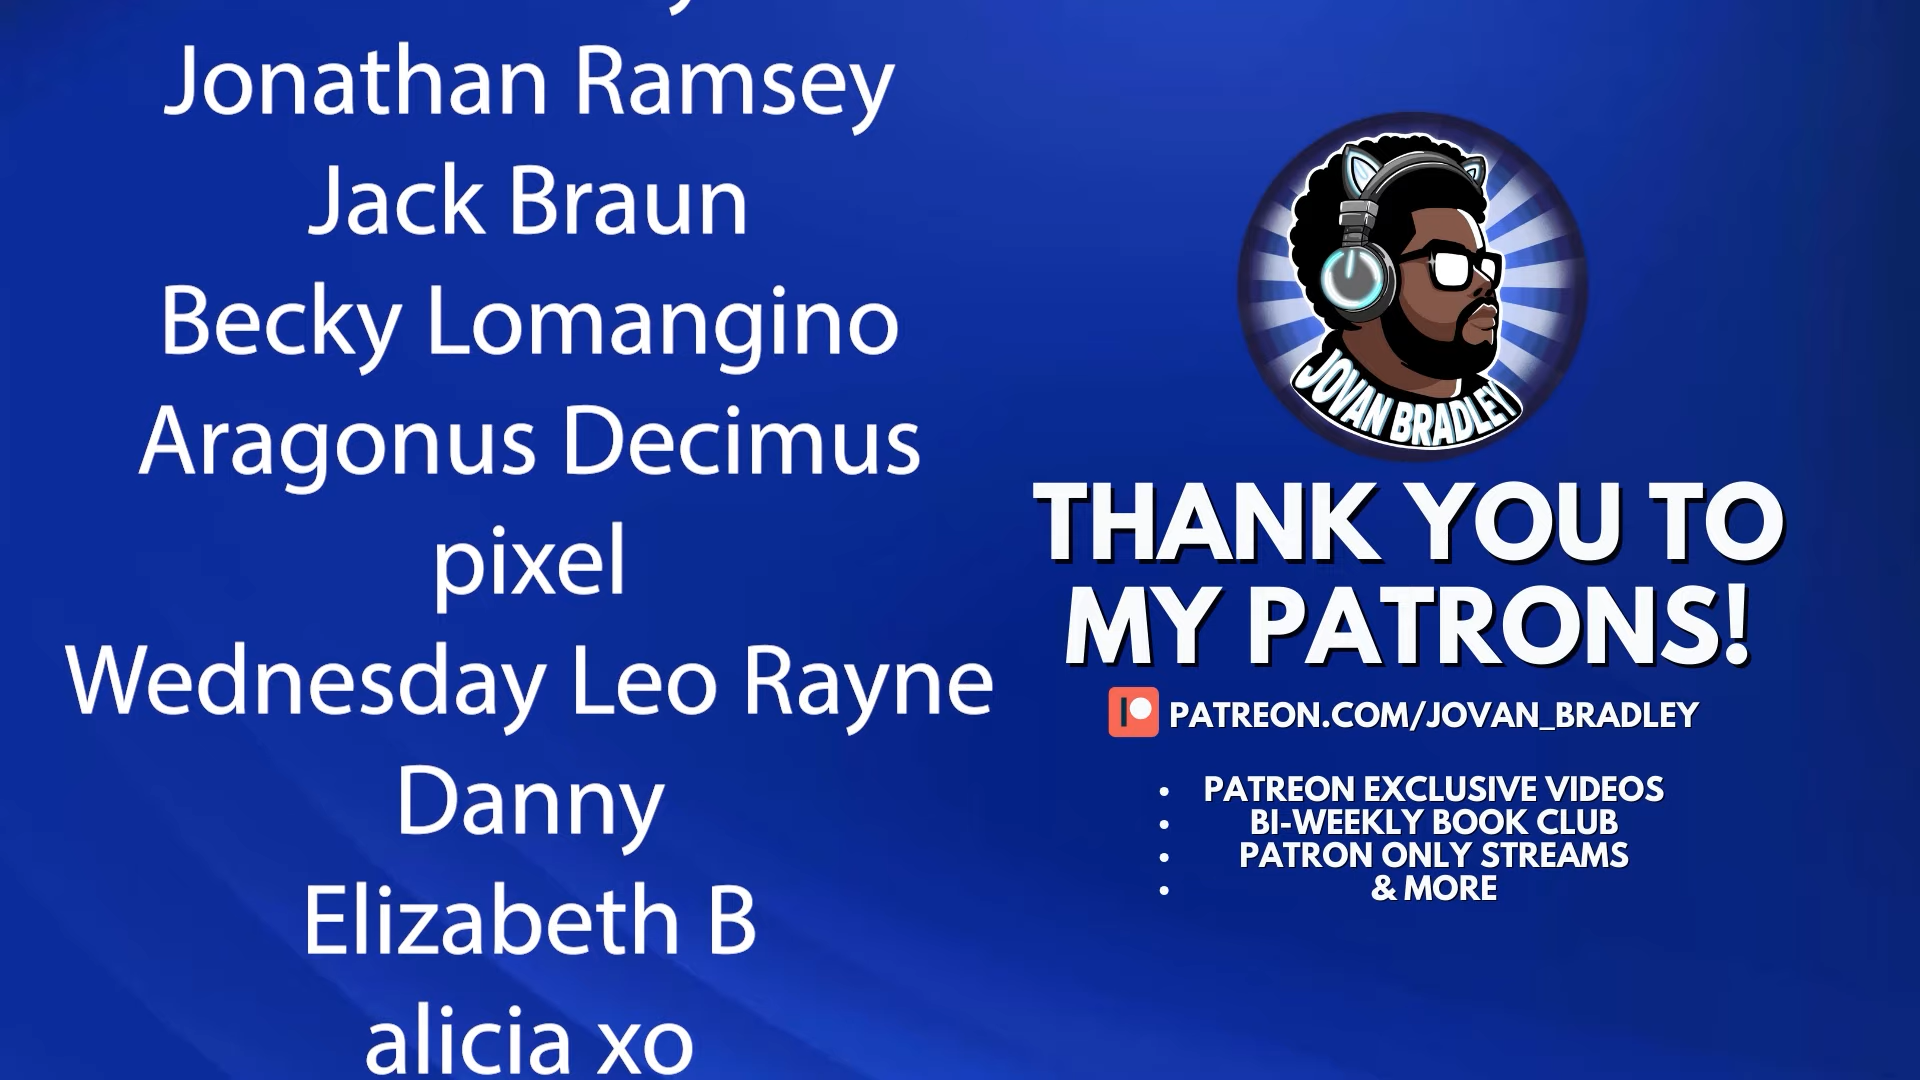 Jonathan Ramsey
Jack Braun
Becky Lomangino
Aragonus Decimus
pixel
Wednesday Leo Rayne
Danny
Elizabeth B
alicia xo
JOVAN BRADLEY
THANK YOU TO
MY PATRONS!
PATREON.COM/JOVAN_BRADLEY
• PATREON EXCLUSIVE VIDEOS
• BI-WEEKLY BOOK CLUB
• PATRON ONLY STREAMS
• & MORE